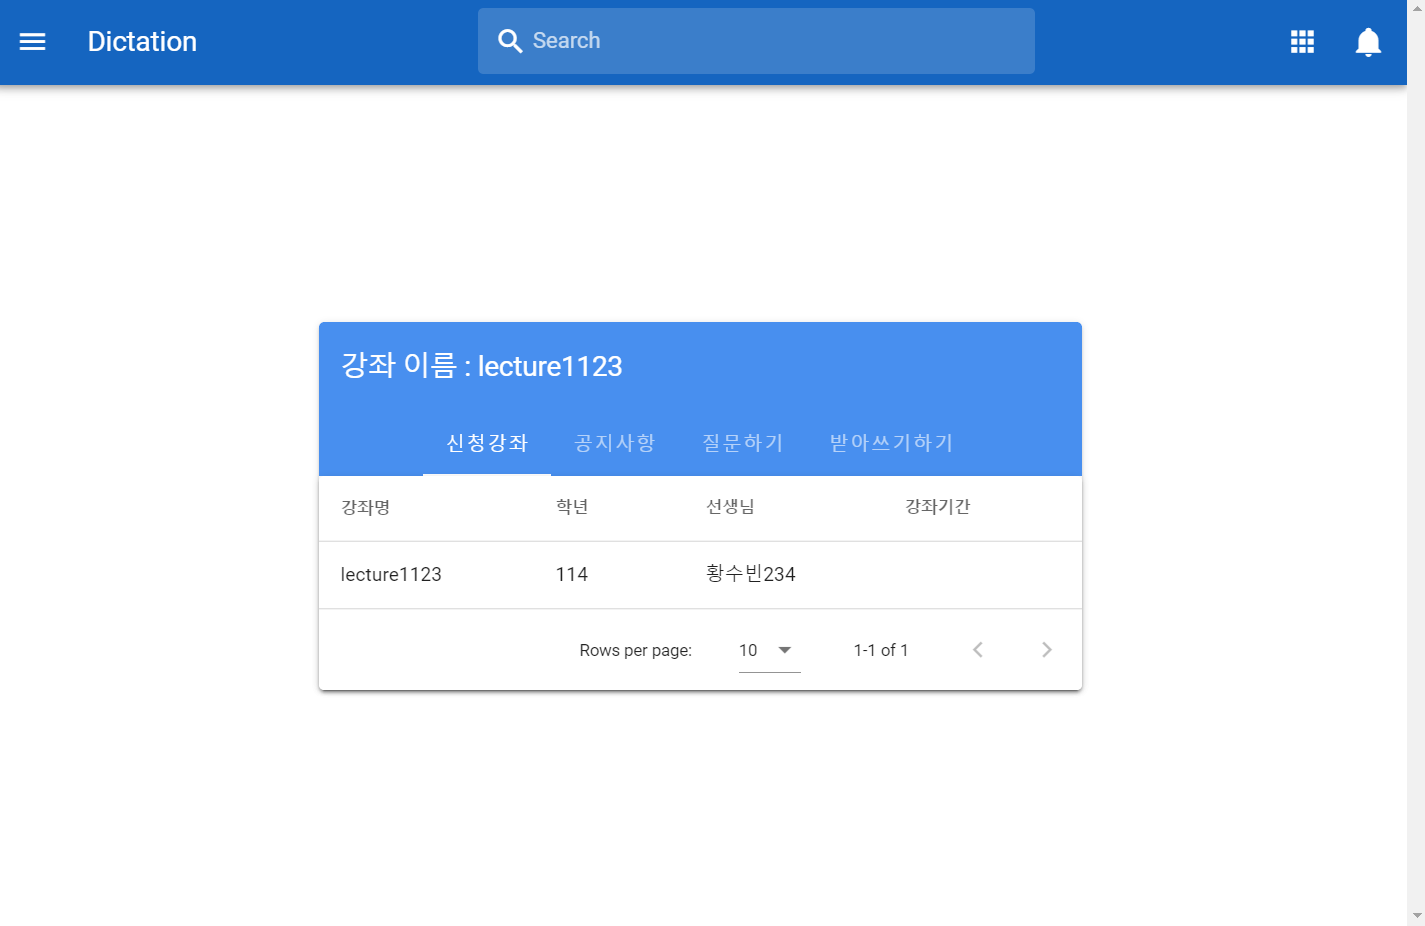 Dictation
Search
강좌 이름 : lecture1123
신청강좌 공지사항 질문하기 받아쓰기하기
강좌명 학년 선생님 강좌기간
lecture1123 114 황수빈234
Rows per page: 10 1-1 of 1